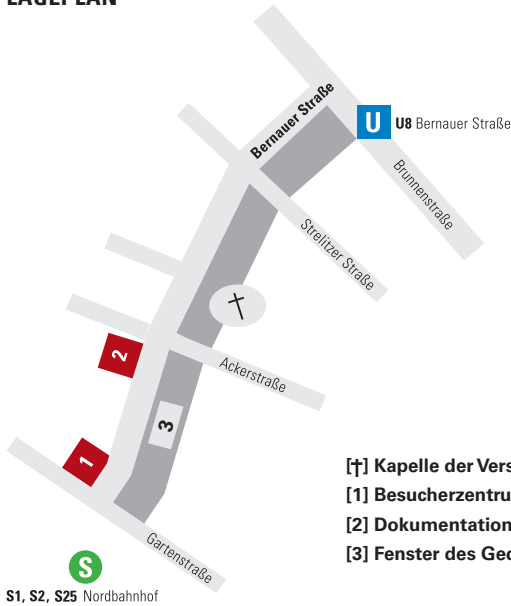 LAGEPLAN
Bernauer Straße
U
U8 Bernauer Straße
Brunnenstraße
Strelitzer Straße
†
2
Ackerstraße
3
1
[†] Kapelle der Vers
[1] Besucherzentru
[2] Dokumentation
[3] Fenster des Ged
Gartenstraße
S
S1, S2, S25 Nordbahnhof